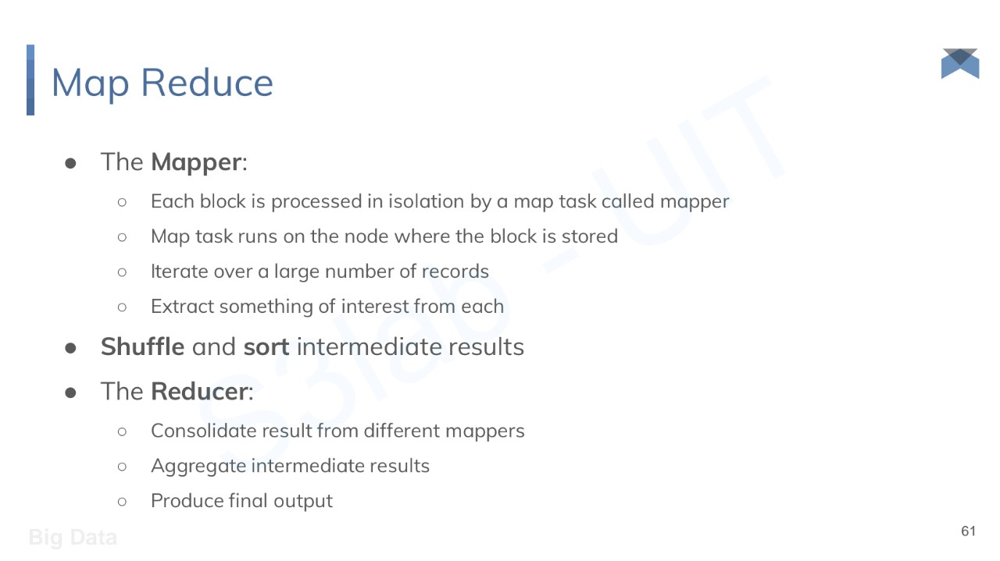 Map Reduce
● The Mapper:
○ Each block is processed in isolation by a map task called mapper
○ Map task runs on the node where the block is stored
○ Iterate over a large number of records
○ Extract something of interest from each
● Shuffle and sort intermediate results
● The Reducer:
○ Consolidate result from different mappers
○ Aggregate intermediate results
○ Produce final output
S3lab - UIT
Big Data
61